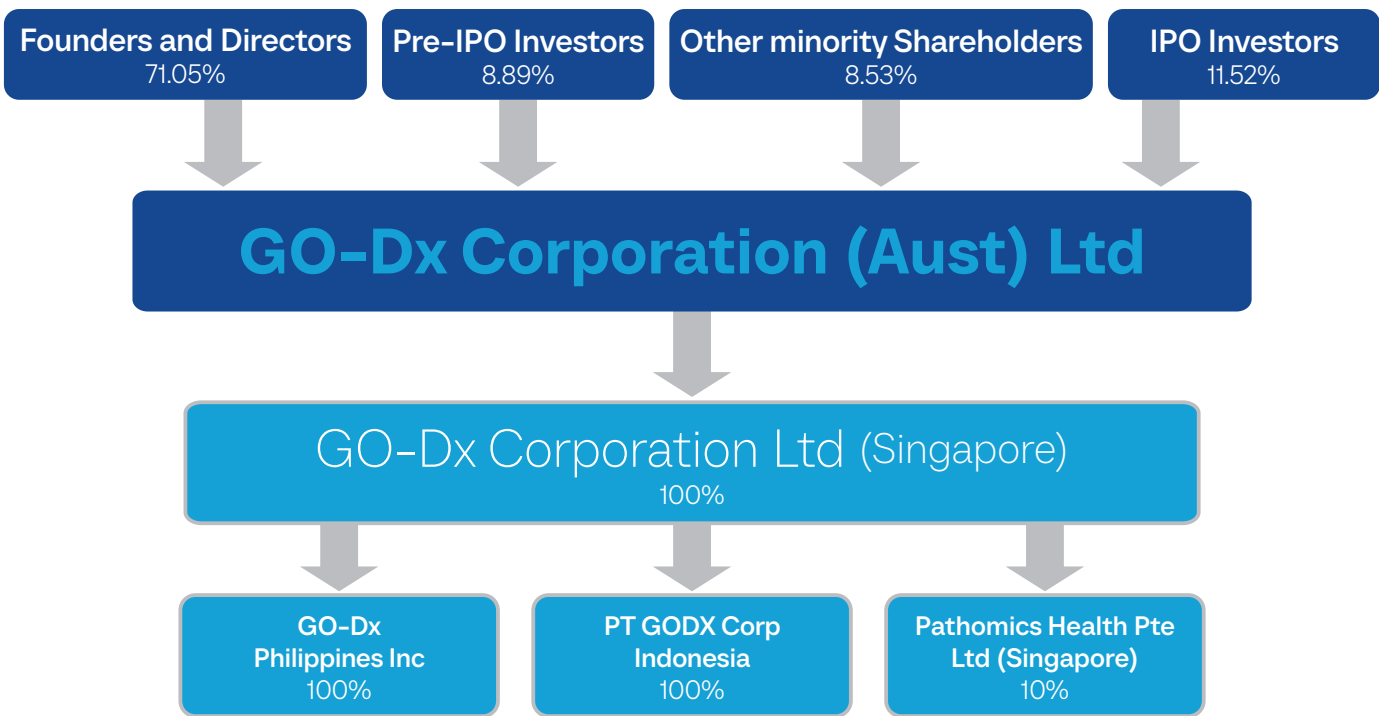 Founders and Directors
71.05%
Pre-IPO Investors
8.89%
Other minority Shareholders
8.53%
IPO Investors
11.52%
GO-Dx Corporation (Aust) Ltd
GO-Dx Corporation Ltd (Singapore)
100%
GO-Dx
Philippines Inc
100%
PT GODX Corp
Indonesia
100%
Pathomics Health Pte
Ltd (Singapore)
10%